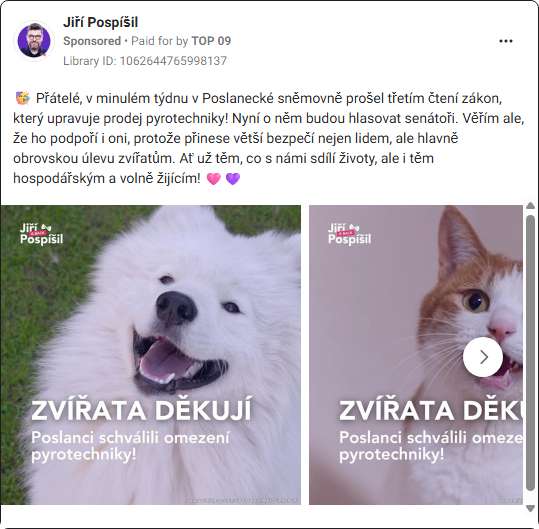 Jiří Pospíšil
Sponsored • Paid for by TOP 09
Library ID: 1062644765998137
Přátelé, v minulém týdnu v Poslanecké sněmovně prošel třetím čtení zákon,
který upravuje prodej pyrotechniky! Nyní o něm budou hlasovat senátoři. Věřím ale,
že ho podpoří i oni, protože přinese větší bezpečí nejen lidem, ale hlavně
obrovskou úlevu zvířatům. Ať už těm, co s námi sdílí životy, ale i těm
hospodářským a volně žijícím!
Jiří
Pospíšil
ZVÍŘATA DĚKUJÍ
Poslanci schválili omezení
pyrotechniky!
Jiří
Pospíšil
ZVÍŘATA DĚKU
Poslanci schválili omeze
pyrotechniky!